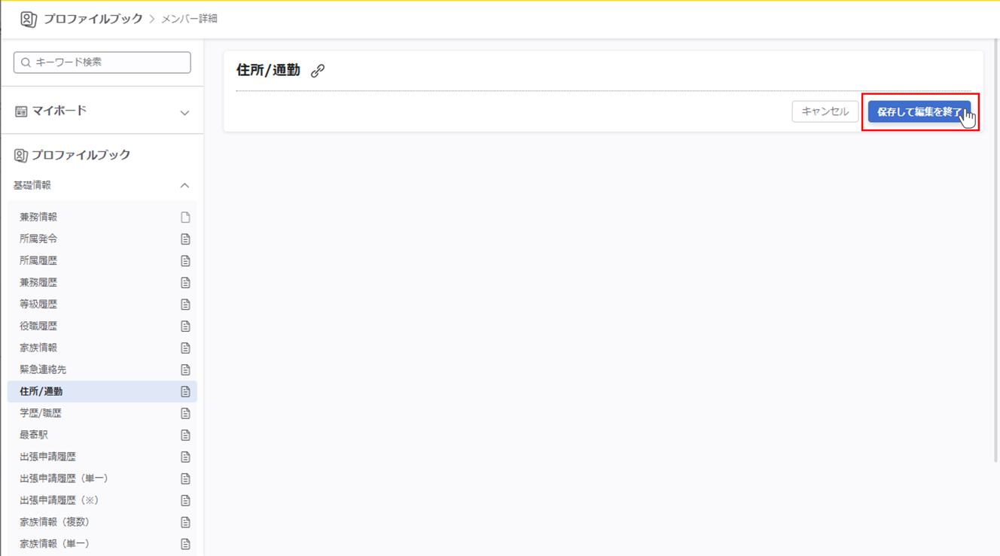 プロファイルブック > メンバー詳細
キーワード検索
マイボード
プロファイルブック
基礎情報
兼務情報
所属発令
所属履歴
兼務履歴
等級履歴
役職履歴
家族情報
緊急連絡先
住所/通勤
学歴/職歴
最寄駅
出張申請履歴
出張申請履歴（単一）
出張申請履歴（※）
家族情報（複数）
家族情報（単一）
住所/通勤
キャンセル
保存して編集を終了